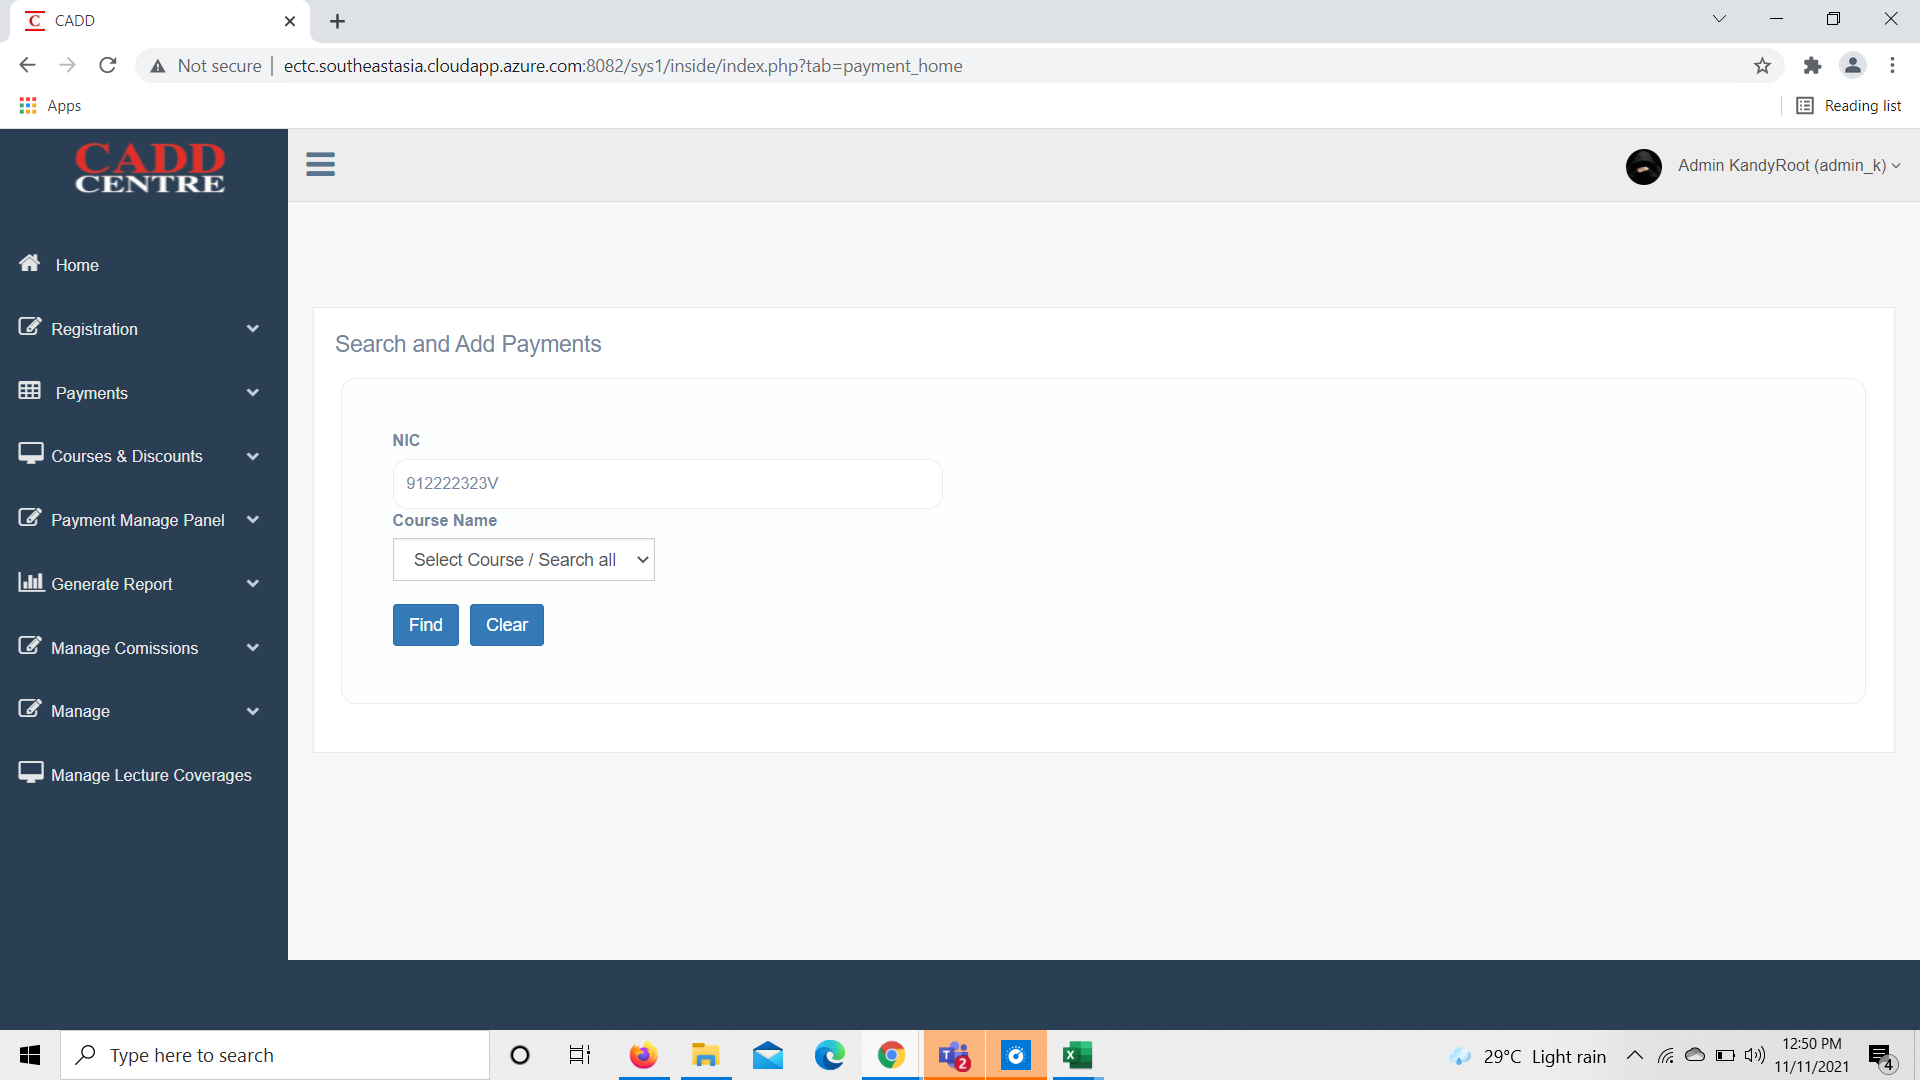 C CADD
Not secure ectc.southeastasia.cloudapp.azure.com:8082/sys1/inside/index.php?tab=payment_home
Apps
Reading list
CADD
CENTRE
Admin KandyRoot (admin_k)
Home
Registration
Payments
Courses & Discounts
Payment Manage Panel
Generate Report
Manage Comissions
Manage
Manage Lecture Coverages
Search and Add Payments
NIC
912222323V
Course Name
Select Course / Search all
Find Clear
Type here to search
T 2
X
29°C Light rain
12:50 PM
11/11/2021
4